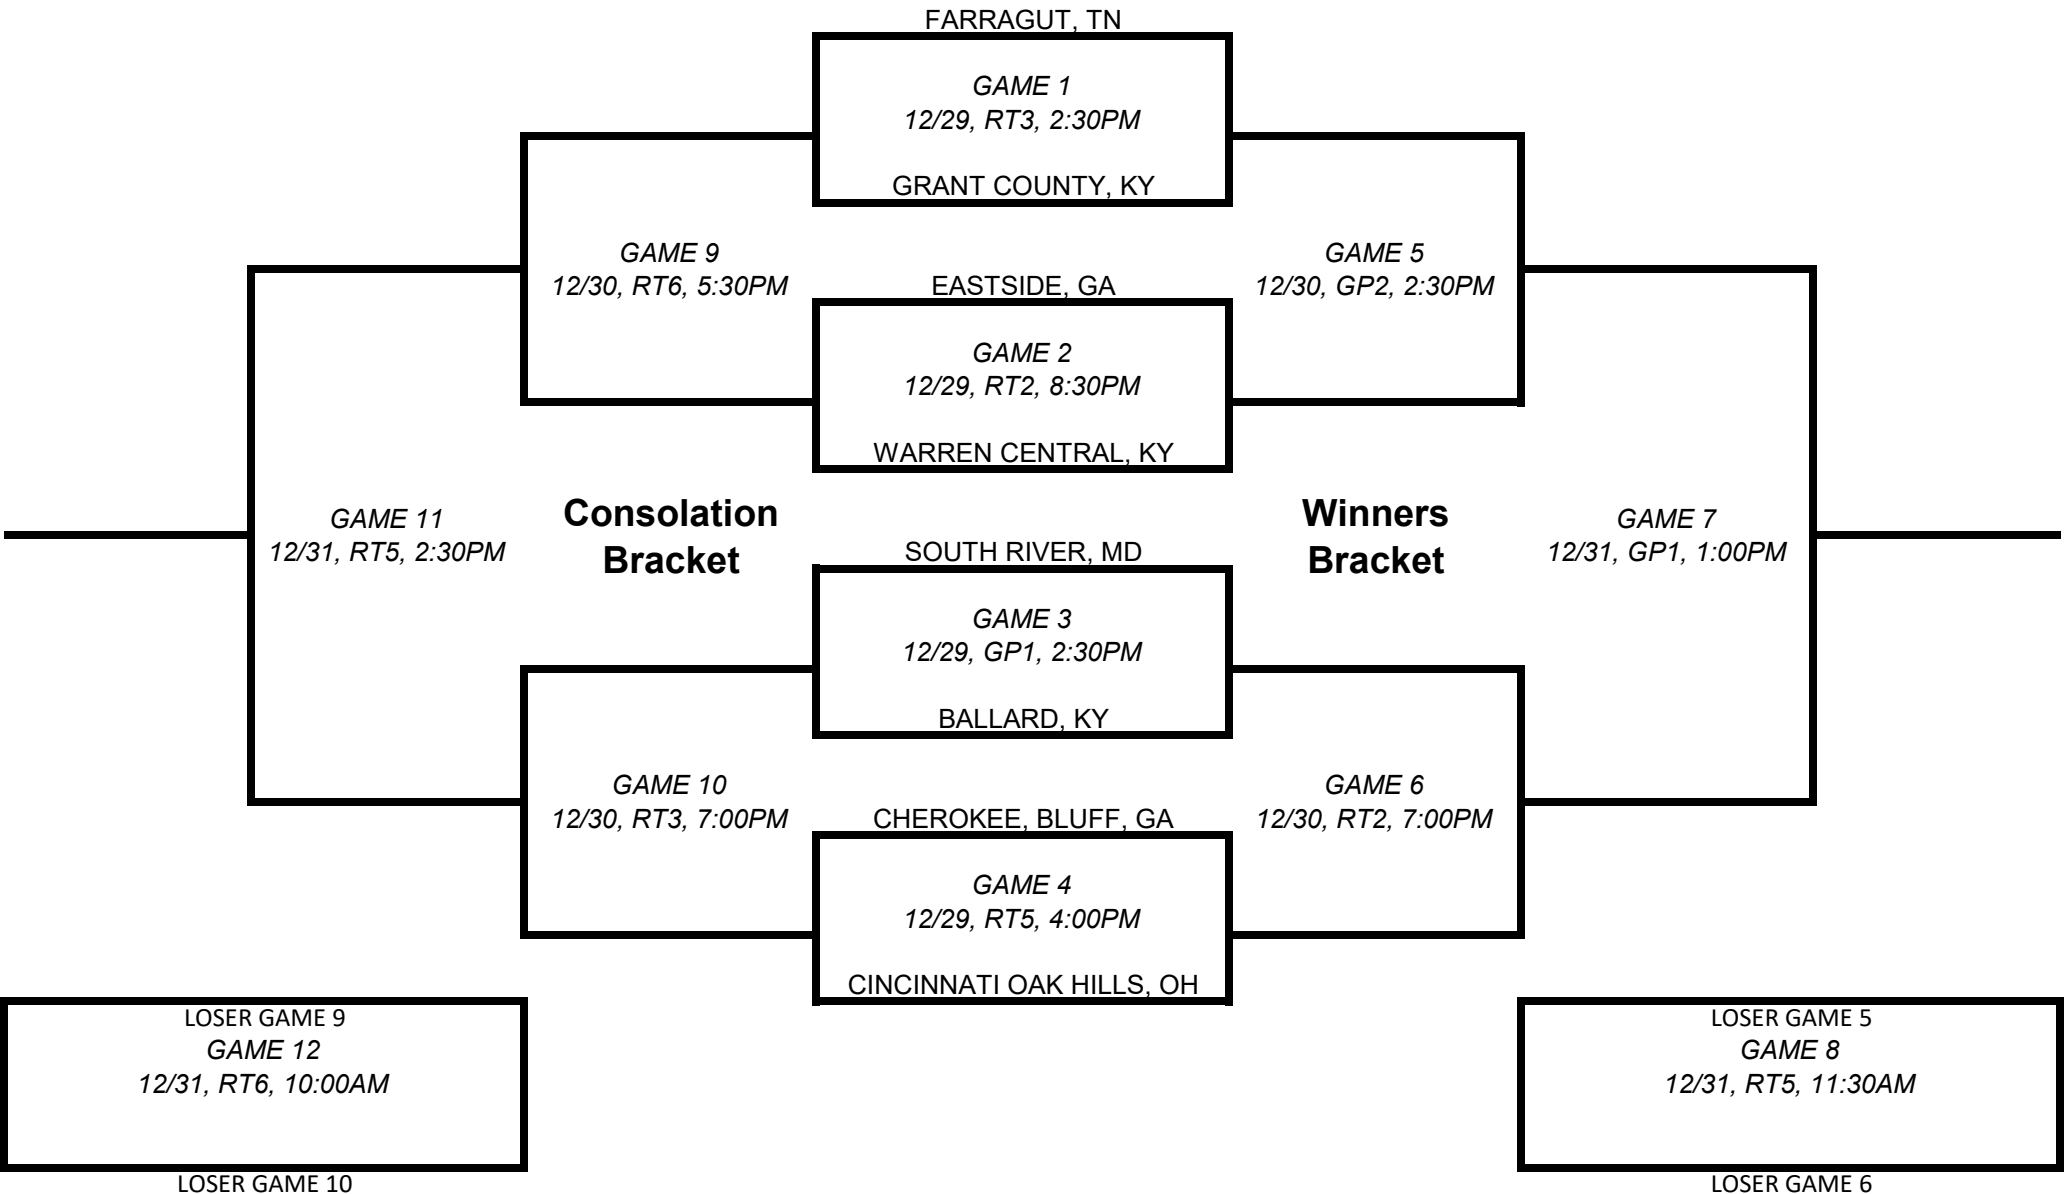 FARRAGUT, TN
GAME 1
12/29, RT3, 2:30PM
GRANT COUNTY, KY
GAME 9
12/30, RT6, 5:30PM
EASTSIDE, GA
GAME 5
12/30, GP2, 2:30PM
GAME 2
12/29, RT2, 8:30PM
WARREN CENTRAL, KY
GAME 11
12/31, RT5, 2:30PM
Consolation
Bracket
SOUTH RIVER, MD
Winners
Bracket
GAME 7
12/31, GP1, 1:00PM
GAME 3
12/29, GP1, 2:30PM
BALLARD, KY
GAME 10
12/30, RT3, 7:00PM
CHEROKEE, BLUFF, GA
GAME 6
12/30, RT2, 7:00PM
GAME 4
12/29, RT5, 4:00PM
CINCINNATI OAK HILLS, OH
LOSER GAME 9
GAME 12
12/31, RT6, 10:00AM
LOSER GAME 10
LOSER GAME 5
GAME 8
12/31, RT5, 11:30AM
LOSER GAME 6